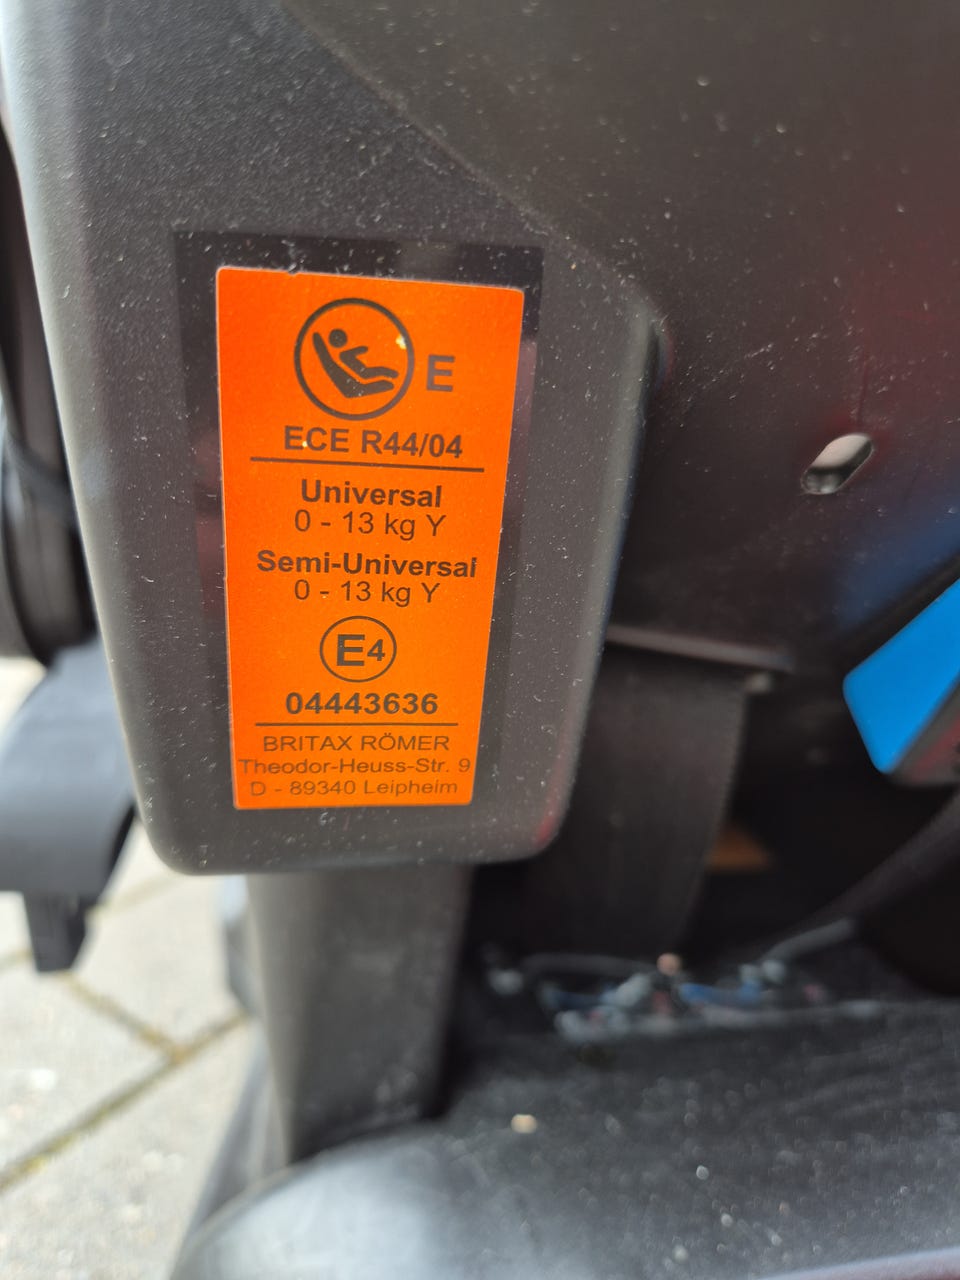 E
ECE R44/04
Universal
0 - 13 kg Y
Semi-Universal
0 - 13 kg Y
E4
04443636
BRITAX RÖMER
Theodor-Heuss-Str. 9
D - 89340 Leipheim